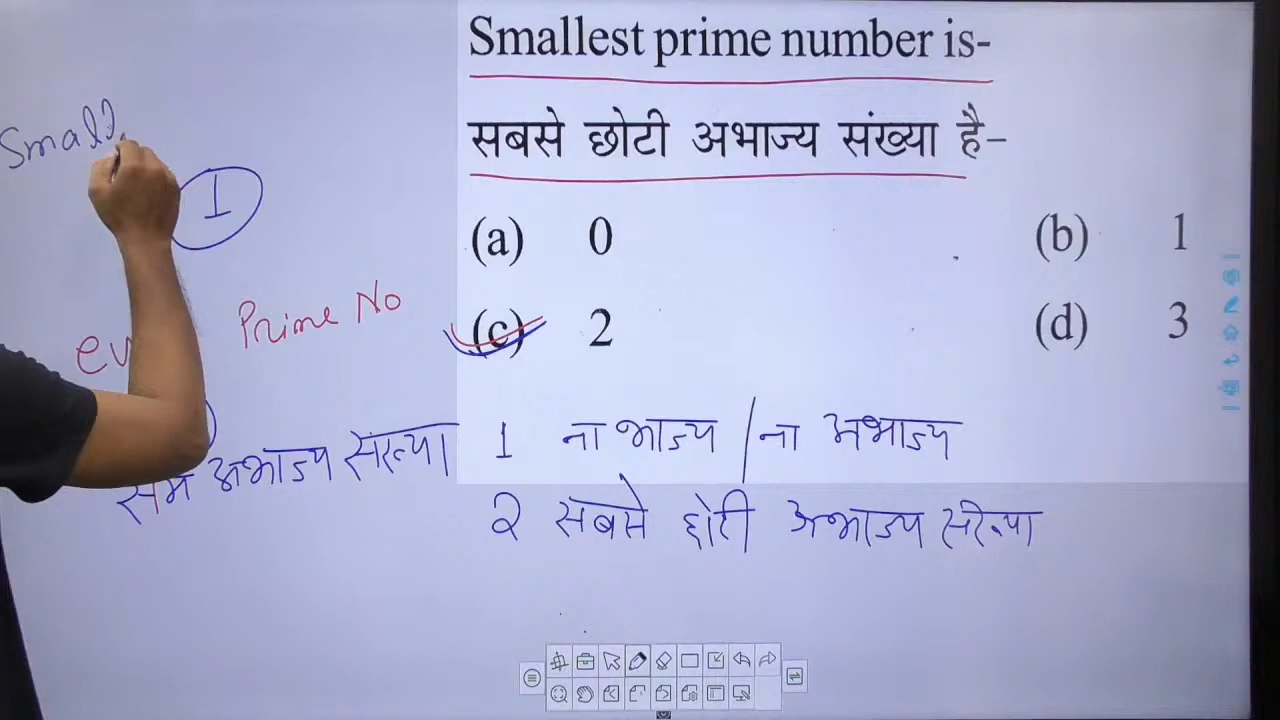 Smallest prime number is-
सबसे छोटी अभाज्य संख्या है-
(a) 0
(b) 1
(c) 2
(d) 3
Small
1
Prime No
सम अभाज्य संख्या
1 ना भाज्य / ना अभाज्य
2 सबसे छोटी अभाज्य संख्या